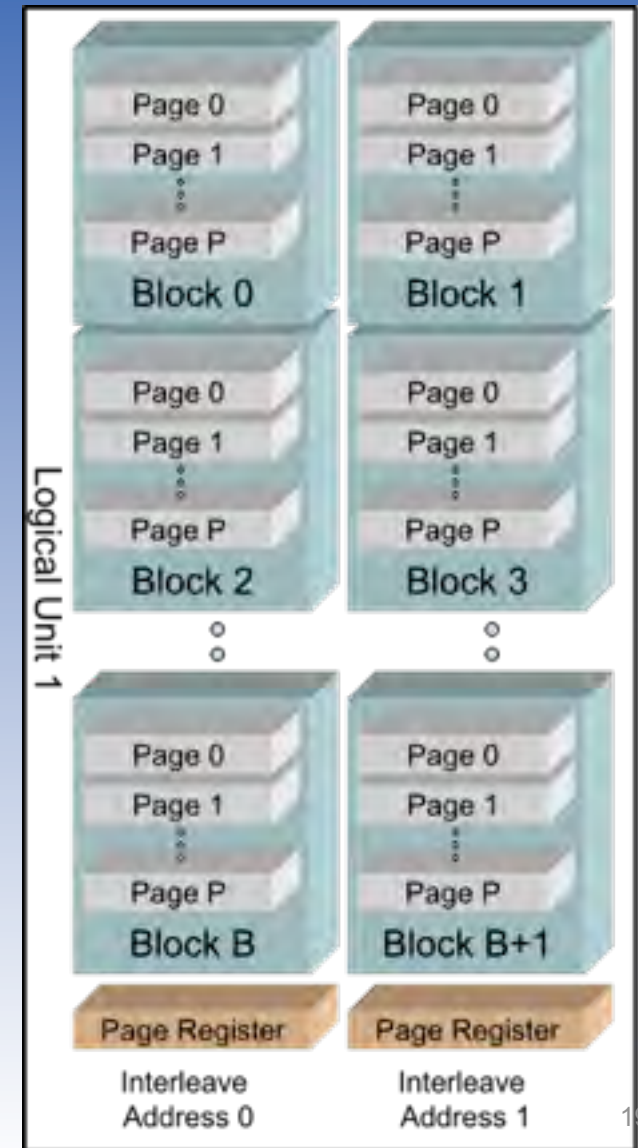 Logical Unit 1
Page 0
Page 1
Page P
Block 0
Page 0
Page 1
Page P
Block 1
Page 0
Page 1
Page P
Block 2
Page 0
Page 1
Page P
Block 3
Page 0
Page 1
Page P
Block B
Page 0
Page 1
Page P
Block B+1
Page Register
Page Register
Interleave
Address 0
Interleave
Address 1